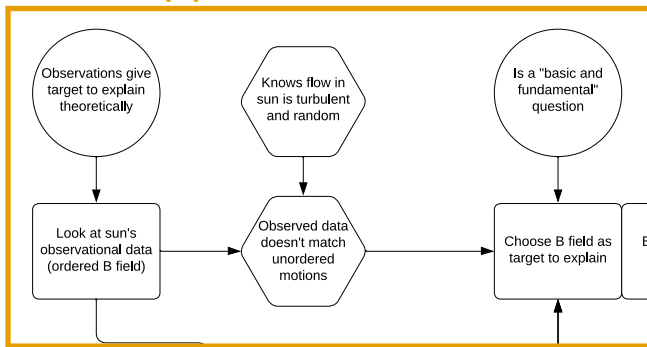 Observations give
target to explain
theoretically
Knows flow in
sun is turbulent
and random
Is a "basic and
fundamental"
question
Look at sun's
observational data
(ordered B field)
Observed data
doesn't match
unordered
motions
Choose B field as
target to explain